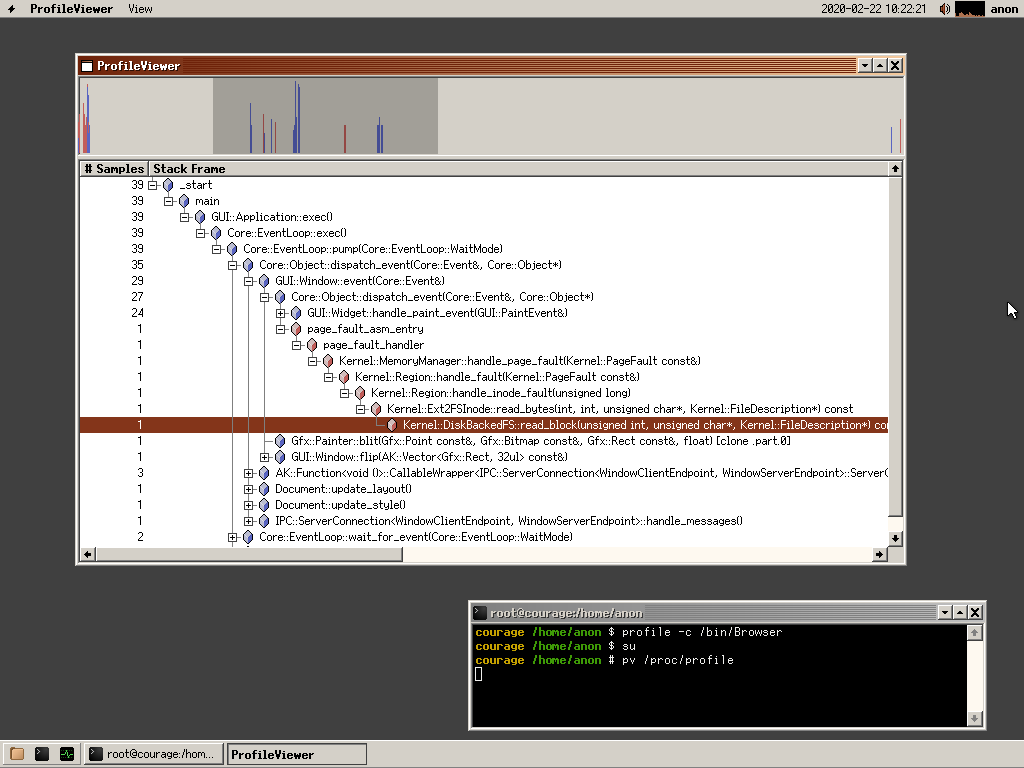 ProfileViewer View 2020-02-22 10:22:21 anon
ProfileViewer
# Samples Stack Frame
39 _start
39 main
39 GUI::Application::exec()
39 Core::EventLoop::exec()
39 Core::EventLoop::pump(Core::EventLoop::WaitMode)
35 Core::Object::dispatch_event(Core::Event&, Core::Object*)
29 GUI::Window::event(Core::Event&)
27 Core::Object::dispatch_event(Core::Event&, Core::Object*)
24 GUI::Widget::handle_paint_event(GUI::PaintEvent&)
1 page_fault_asm_entry
1 page_fault_handler
1 Kernel::MemoryManager::handle_page_fault(Kernel::PageFault const&)
1 Kernel::Region::handle_fault(Kernel::PageFault const&)
1 Kernel::Region::handle_inode_fault(unsigned long)
1 Kernel::Ext2FSInode::read_bytes(int, int, unsigned char*, Kernel::FileDescription*) const
1 Kernel::DiskBackedFS::read_block(unsigned int, unsigned char*, Kernel::FileDescription*) co
1 Gfx::Painter::blit(Gfx::Point const&, Gfx::Bitmap const&, Gfx::Rect const&, float) [clone .part.0]
1 GUI::Window::flip(AK::Vector<Gfx::Rect, 32ul> const&)
3 AK::Function<void ()>::CallableWrapper<IPC::ServerConnection<WindowClientEndpoint, WindowServerEndpoint>::Server(
1 Document::update_layout()
1 Document::update_style()
1 IPC::ServerConnection<WindowClientEndpoint, WindowServerEndpoint>::handle_messages()
2 Core::EventLoop::wait_for_event(Core::EventLoop::WaitMode)
root@courage:/home/anon
courage /home/anon $ profile -c /bin/Browser
courage /home/anon $ su
courage /home/anon # pv /proc/profile
root@courage:/hom... ProfileViewer